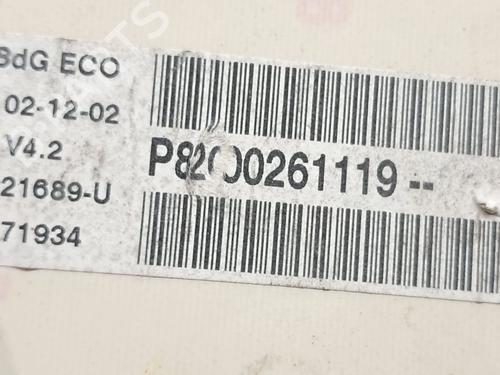 BdG ECO
02-12-02
V4.2
21689-U
71934
P8200261119--